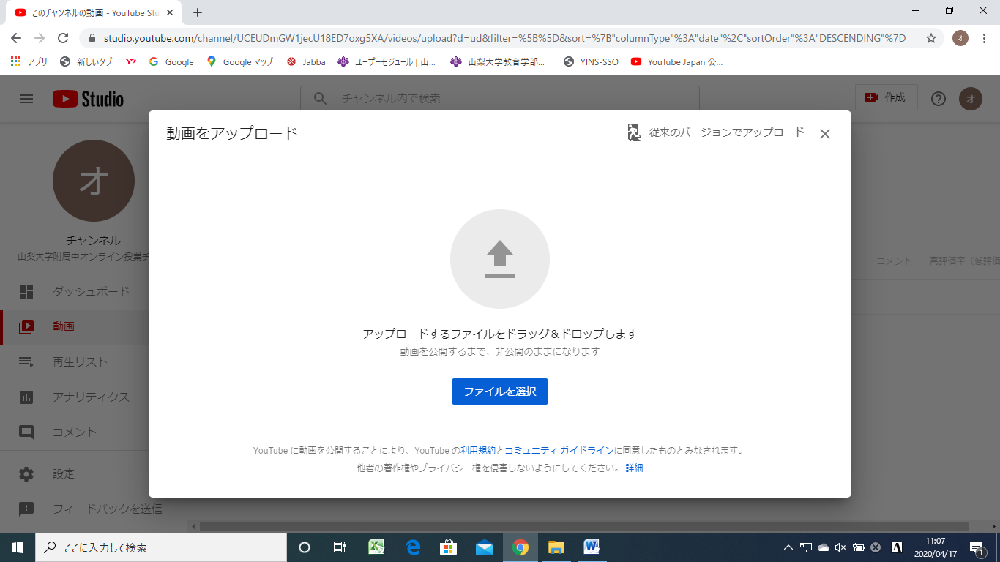 このチャンネルの動画 - YouTube Stu
studio.youtube.com/channel/UCEUDmGW1jecU18ED7oxg5XA/videos/upload?d=ud&filter=%5B%5D&sort=%7B"columnType"%3A"date"%2C"sortOrder"%3A"DESCENDING"%7D
オ
アプリ 新しいタブ Y! Google Google マップ Jabba ユーザーモジュール | 山... 山梨大学教育学部... YINS-SSO YouTube Japan 公...
Studio
チャンネル内で検索
作成
オ
動画をアップロード
従来のバージョンでアップロード
オ
チャンネル
山梨大学附属中オンライン授業チ
ダッシュボード
動画
再生リスト
アナリティクス
コメント
設定
フィードバックを送信
コメント 高評価率（低評価
アップロードするファイルをドラッグ＆ドロップします
動画を公開するまで、非公開のままになります
ファイルを選択
YouTube に動画を公開することにより、YouTube の利用規約とコミュニティ ガイドラインに同意したものとみなされます。
他者の著作権やプライバシー権を侵害しないようにしてください。 詳細
ここに入力して検索
A
11:07
2020/04/17
1